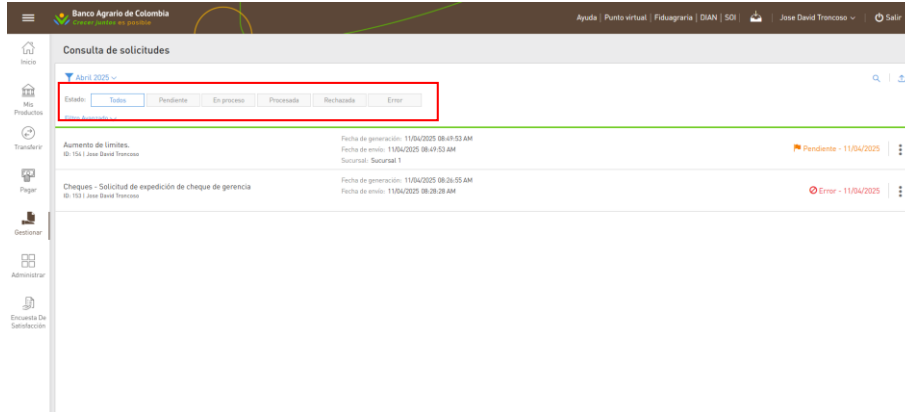 Banco Agrario de Colombia
Crecer juntos es posible
Ayuda | Punto virtual | Fiduagraria | DIAN | SOI |
Jose David Troncoso
Salir
Inicio
Mis
Productos
Transferir
Pagar
Gestionar
Administrar
Encuesta De
Satisfacción
Consulta de solicitudes
Abril 2025
Estado: Todos Pendiente En proceso Procesada Rechazada Error
Filtro Avanzado
Aumento de límites.
ID: 154 | Jose David Troncoso
Fecha de generación: 11/04/2025 08:49:53 AM
Fecha de envío: 11/04/2025 08:49:53 AM
Sucursal: Sucursal 1
Pendiente - 11/04/2025
Cheques - Solicitud de expedición de cheque de gerencia
ID: 153 | Jose David Troncoso
Fecha de generación: 11/04/2025 08:26:55 AM
Fecha de envío: 11/04/2025 08:28:28 AM
Error - 11/04/2025